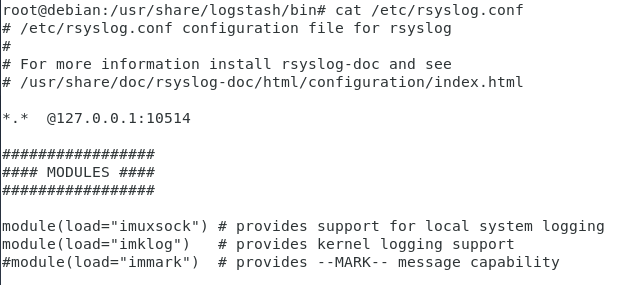 root@debian:/usr/share/logstash/bin# cat /etc/rsyslog.conf
# /etc/rsyslog.conf configuration file for rsyslog
#
# For more information install rsyslog-doc and see
# /usr/share/doc/rsyslog-doc/html/configuration/index.html
*.*  @127.0.0.1:10514
#################
#### MODULES ####
#################
module(load="imuxsock") # provides support for local system logging
module(load="imklog")   # provides kernel logging support
#module(load="immark")  # provides --MARK-- message capability